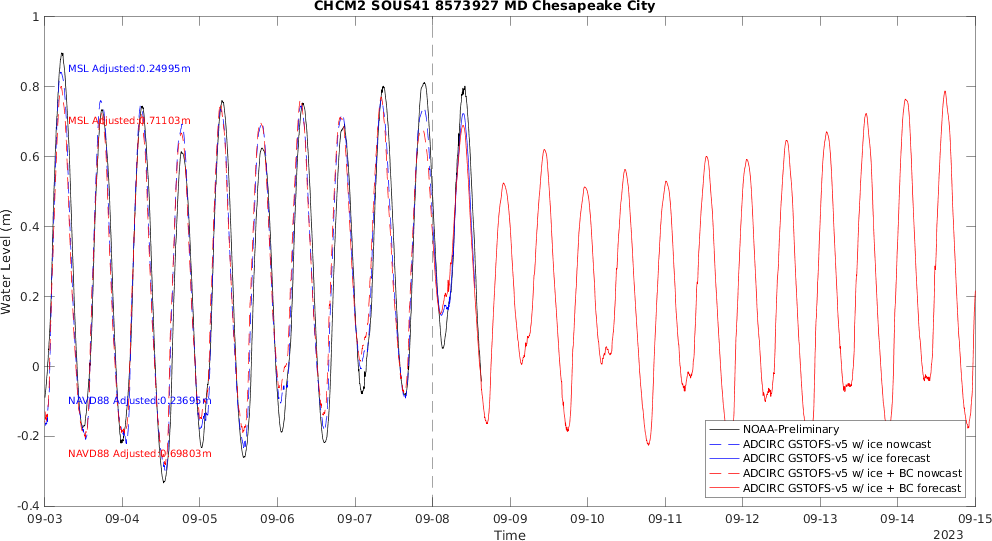 CHCM2 SOUS41 8573927 MD Chesapeake City
1
0.8
0.6
0.4
0.2
0
-0.2
-0.4
Water Level (m)
MSL Adjusted:0.24995m
MSL Adjusted:0.71103m
NAVD88 Adjusted:0.23695m
NAVD88 Adjusted:0.69803m
NOAA-Preliminary
ADCIRC GSTOFS-v5 w/ ice nowcast
ADCIRC GSTOFS-v5 w/ ice forecast
ADCIRC GSTOFS-v5 w/ ice + BC nowcast
ADCIRC GSTOFS-v5 w/ ice + BC forecast
09-03 09-04 09-05 09-06 09-07 09-08 09-09 09-10 09-11 09-12 09-13 09-14 09-15
Time
2023